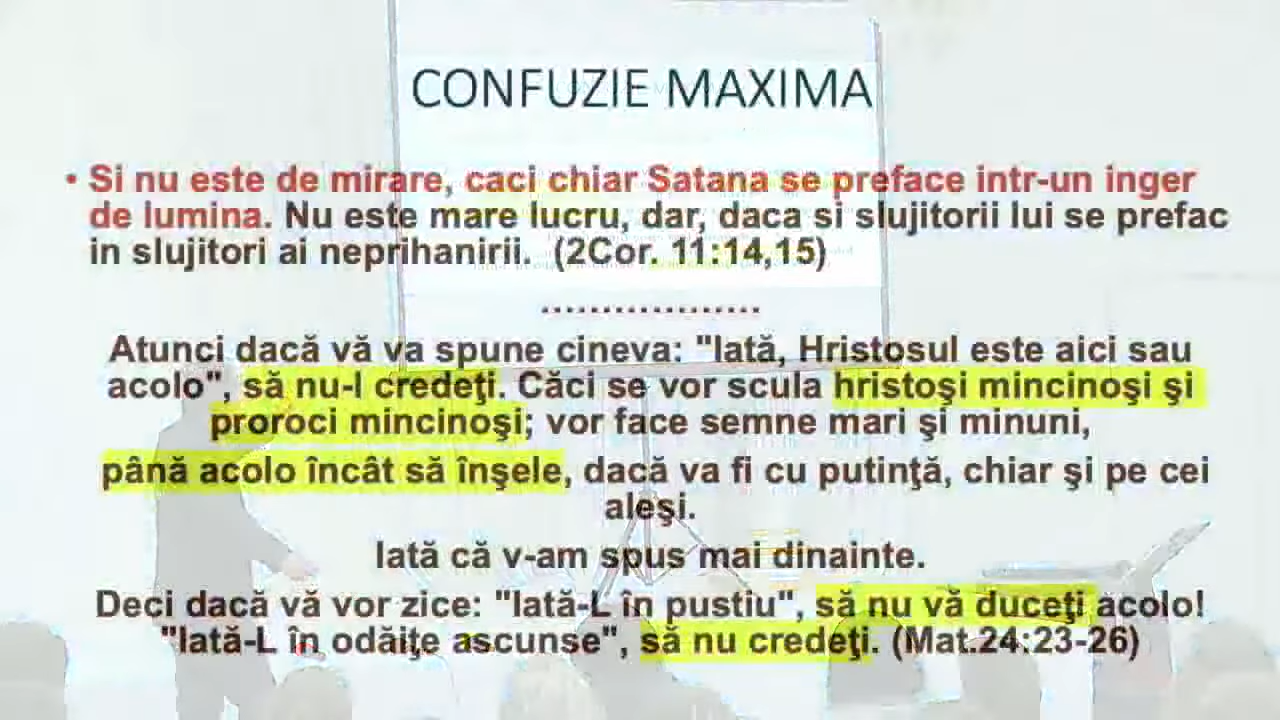 CONFUZIE MAXIMA
• Si nu este de mirare, caci chiar Satana se preface intr-un inger
de lumina. Nu este mare lucru, dar, daca si slujitorii lui se prefac
in slujitori ai neprihanirii. (2Cor. 11:14,15)
..................
Atunci dacă vă va spune cineva: "Iată, Hristosul este aici sau
acolo", să nu-l credeţi. Căci se vor scula hristoşi mincinoşi şi
proroci mincinoşi; vor face semne mari şi minuni,
până acolo încât să înşele, dacă va fi cu putinţă, chiar şi pe cei
aleşi.
Iată că v-am spus mai dinainte.
Deci dacă vă vor zice: "Iată-L în pustiu", să nu vă duceţi acolo!
"Iată-L în odăiţe ascunse", să nu credeţi. (Mat.24:23-26)